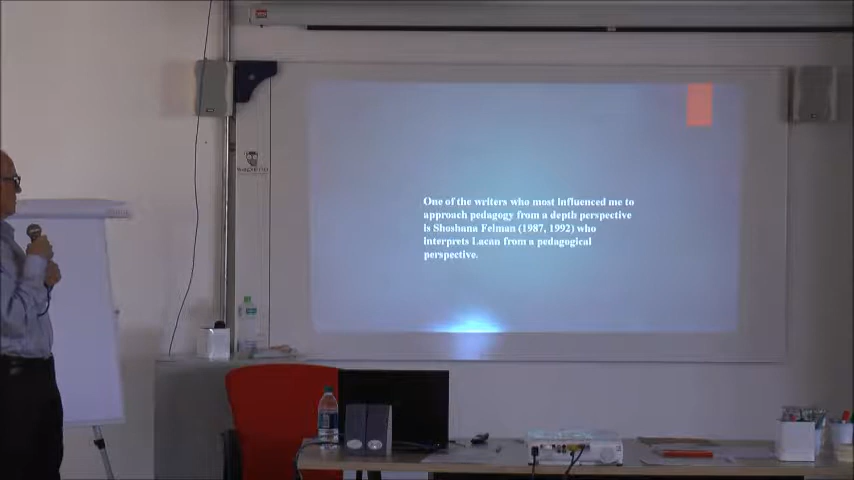 One of the writers who most influenced me to
approach pedagogy from a depth perspective
is Shoshana Felman (1987, 1992) who
interprets Lacan from a pedagogical
perspective.